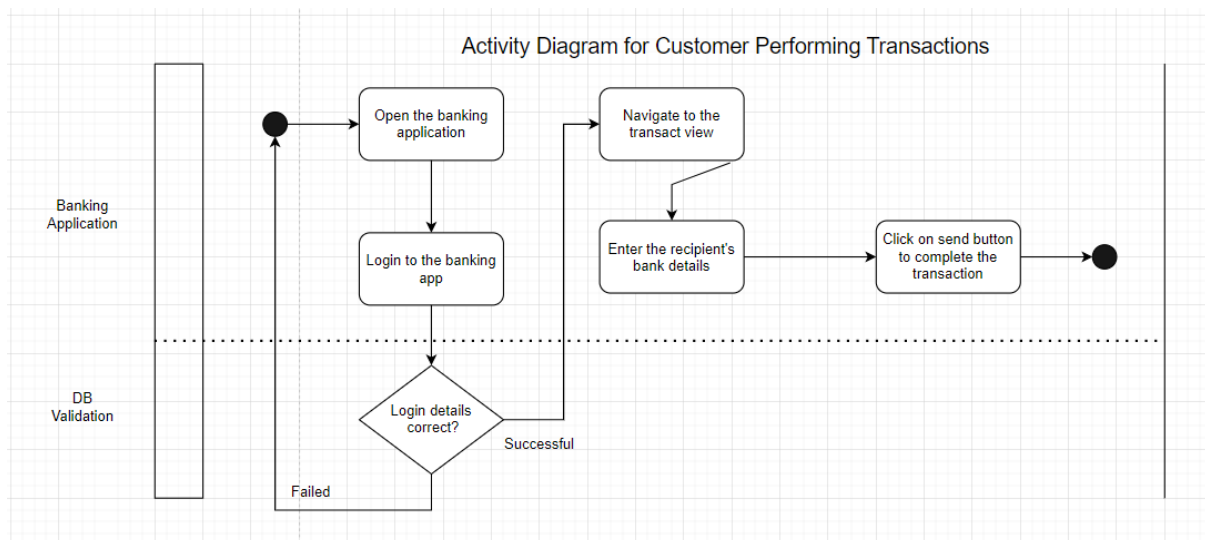 Activity Diagram for Customer Performing Transactions
Open the banking
application
Navigate to the
transact view
Banking
Application
Login to the banking
app
Enter the recipient's
bank details
Click on send button
to complete the
transaction
DB
Validation
Login details
correct?
Successful
Failed